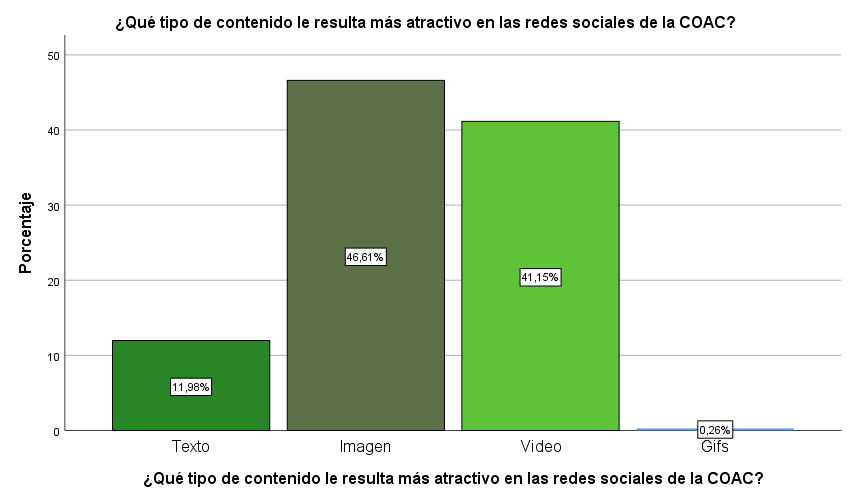 ¿Qué tipo de contenido le resulta más atractivo en las redes sociales de la COAC?
Porcentaje
50
40
30
20
10
0
11,98%
46,61%
41,15%
0,26%
Texto
Imagen
Video
Gifs
¿Qué tipo de contenido le resulta más atractivo en las redes sociales de la COAC?